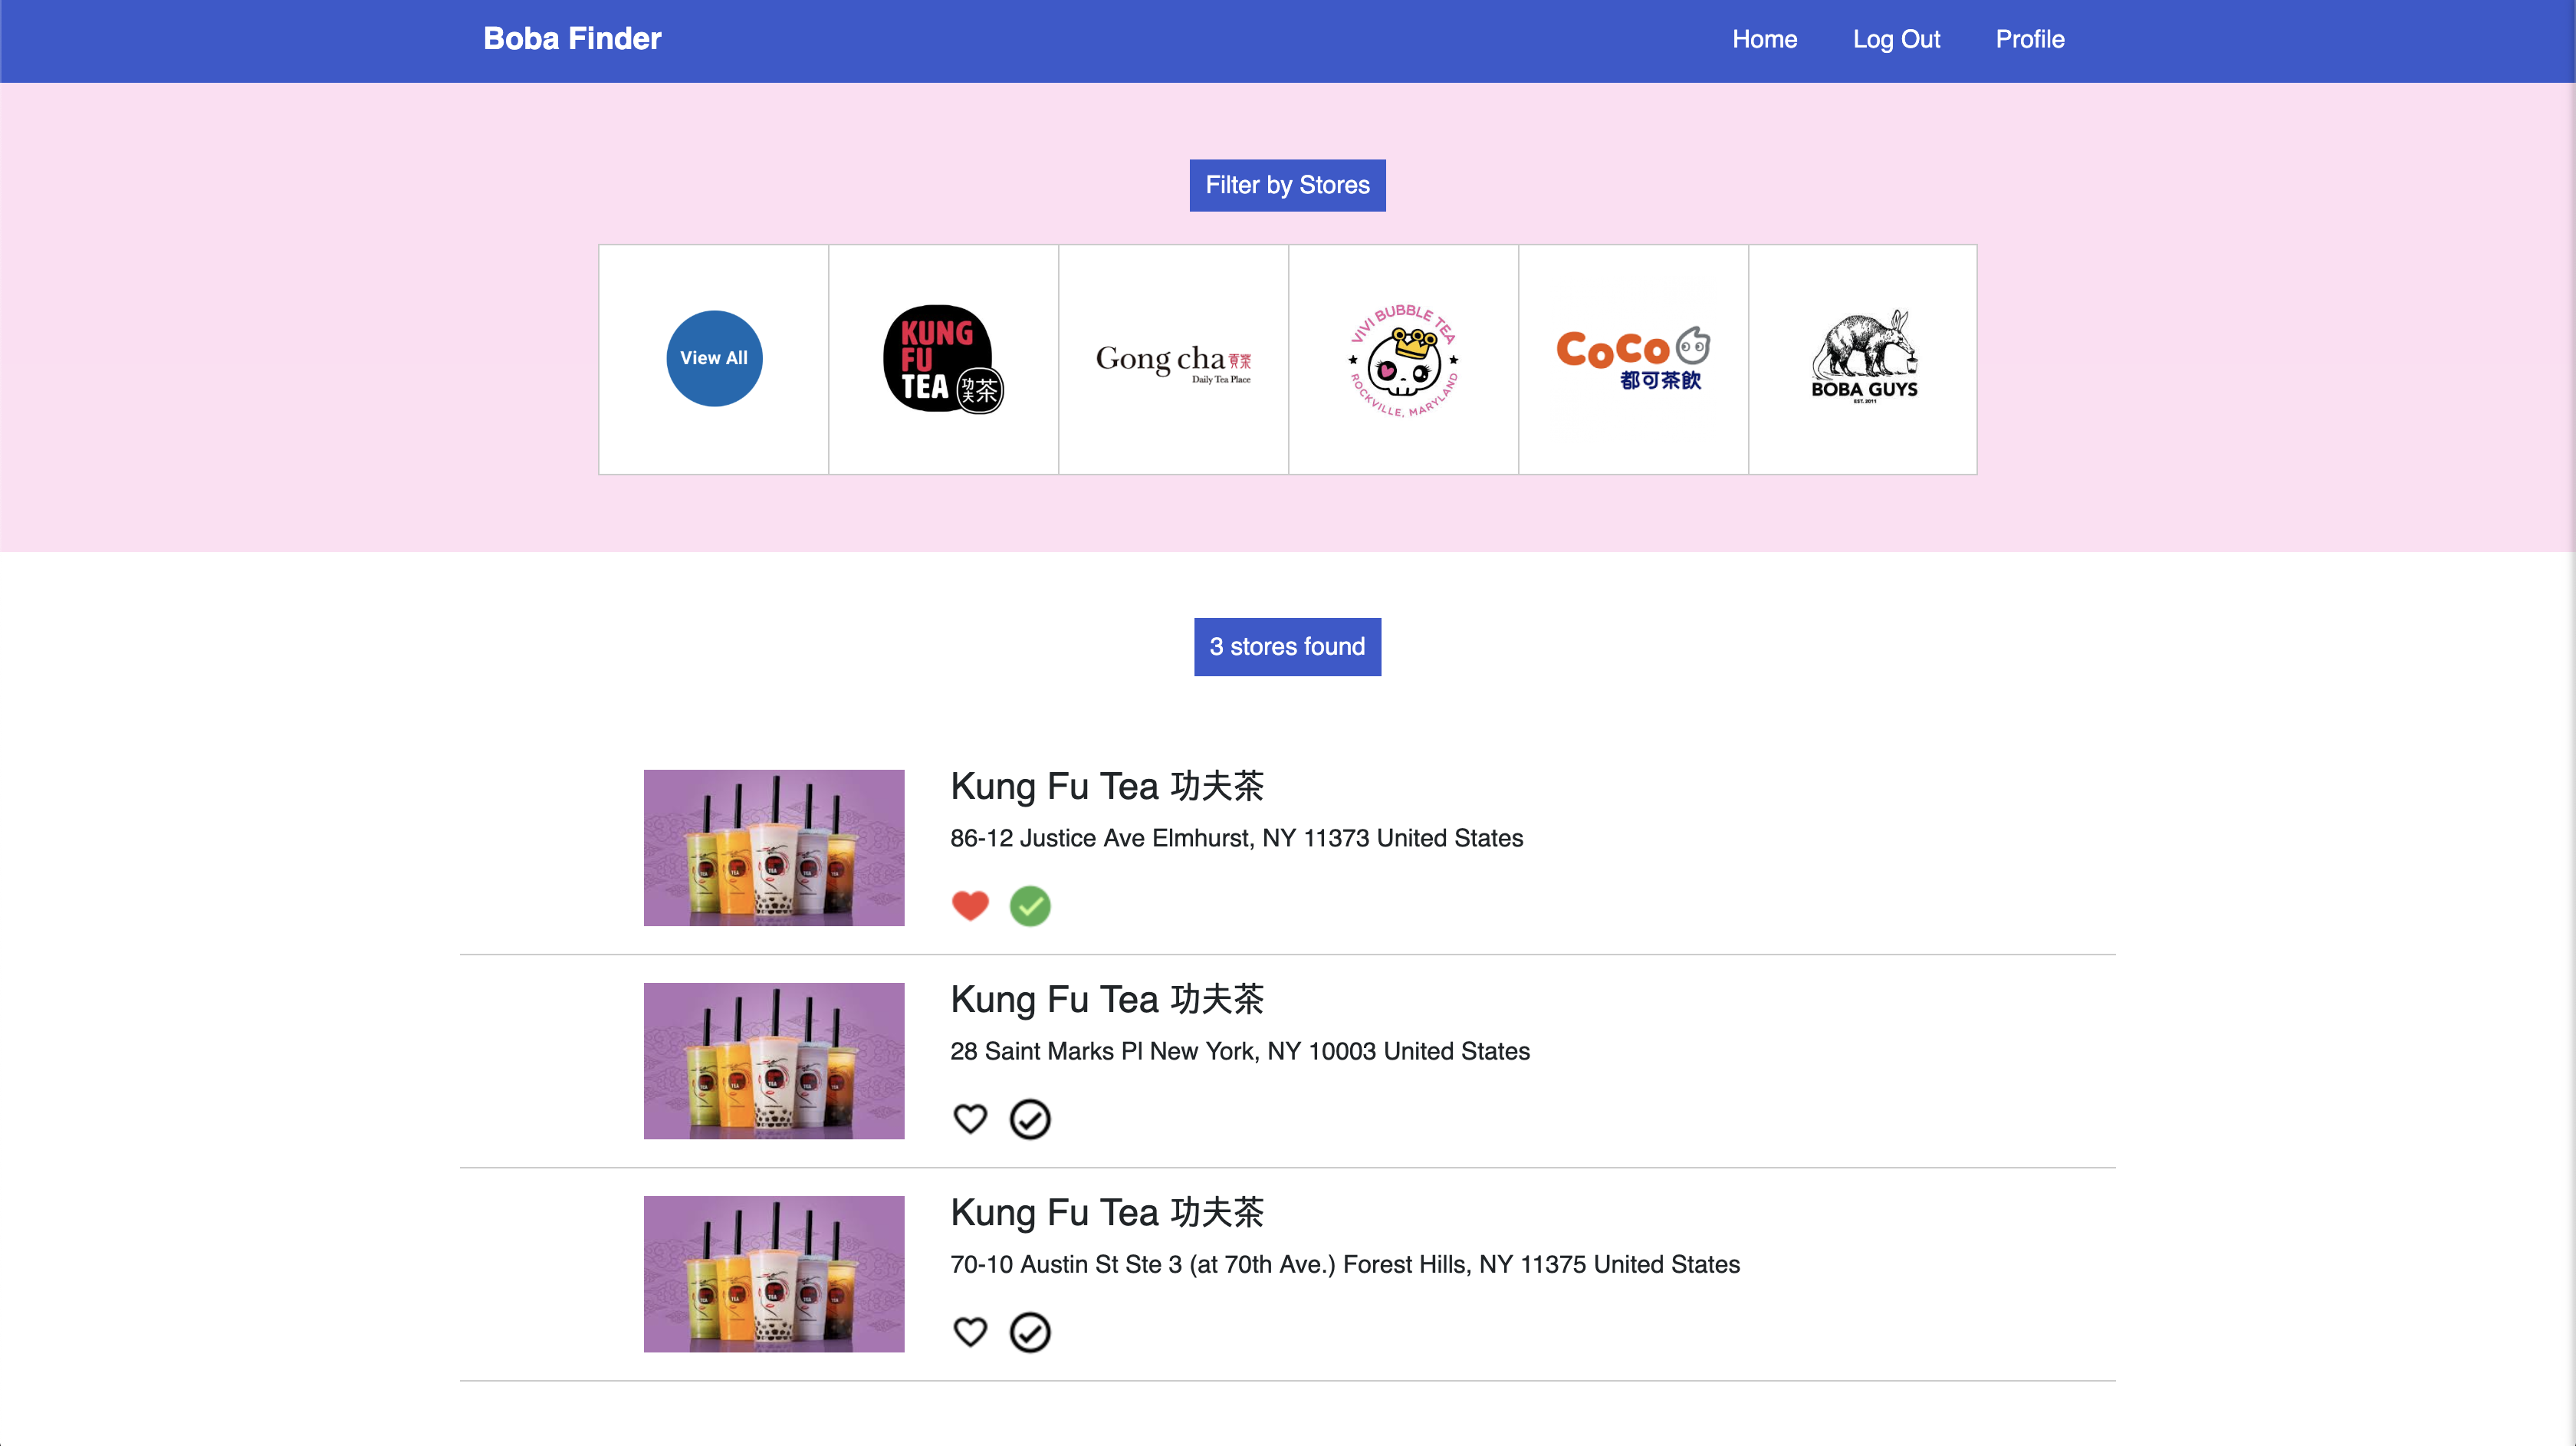 Boba Finder
Home
Log Out
Profile
Filter by Stores
View All
KUNG
FU
TEA
功夫茶
Gong cha 貢茶
Daily Tea Place
VIVI BUBBLE TEA
ROCKVILLE, MARYLAND
CoCo
都可茶飲
BOBA GUYS
EST. 2011
3 stores found
Kung Fu Tea 功夫茶
86-12 Justice Ave Elmhurst, NY 11373 United States
Kung Fu Tea 功夫茶
28 Saint Marks Pl New York, NY 10003 United States
Kung Fu Tea 功夫茶
70-10 Austin St Ste 3 (at 70th Ave.) Forest Hills, NY 11375 United States